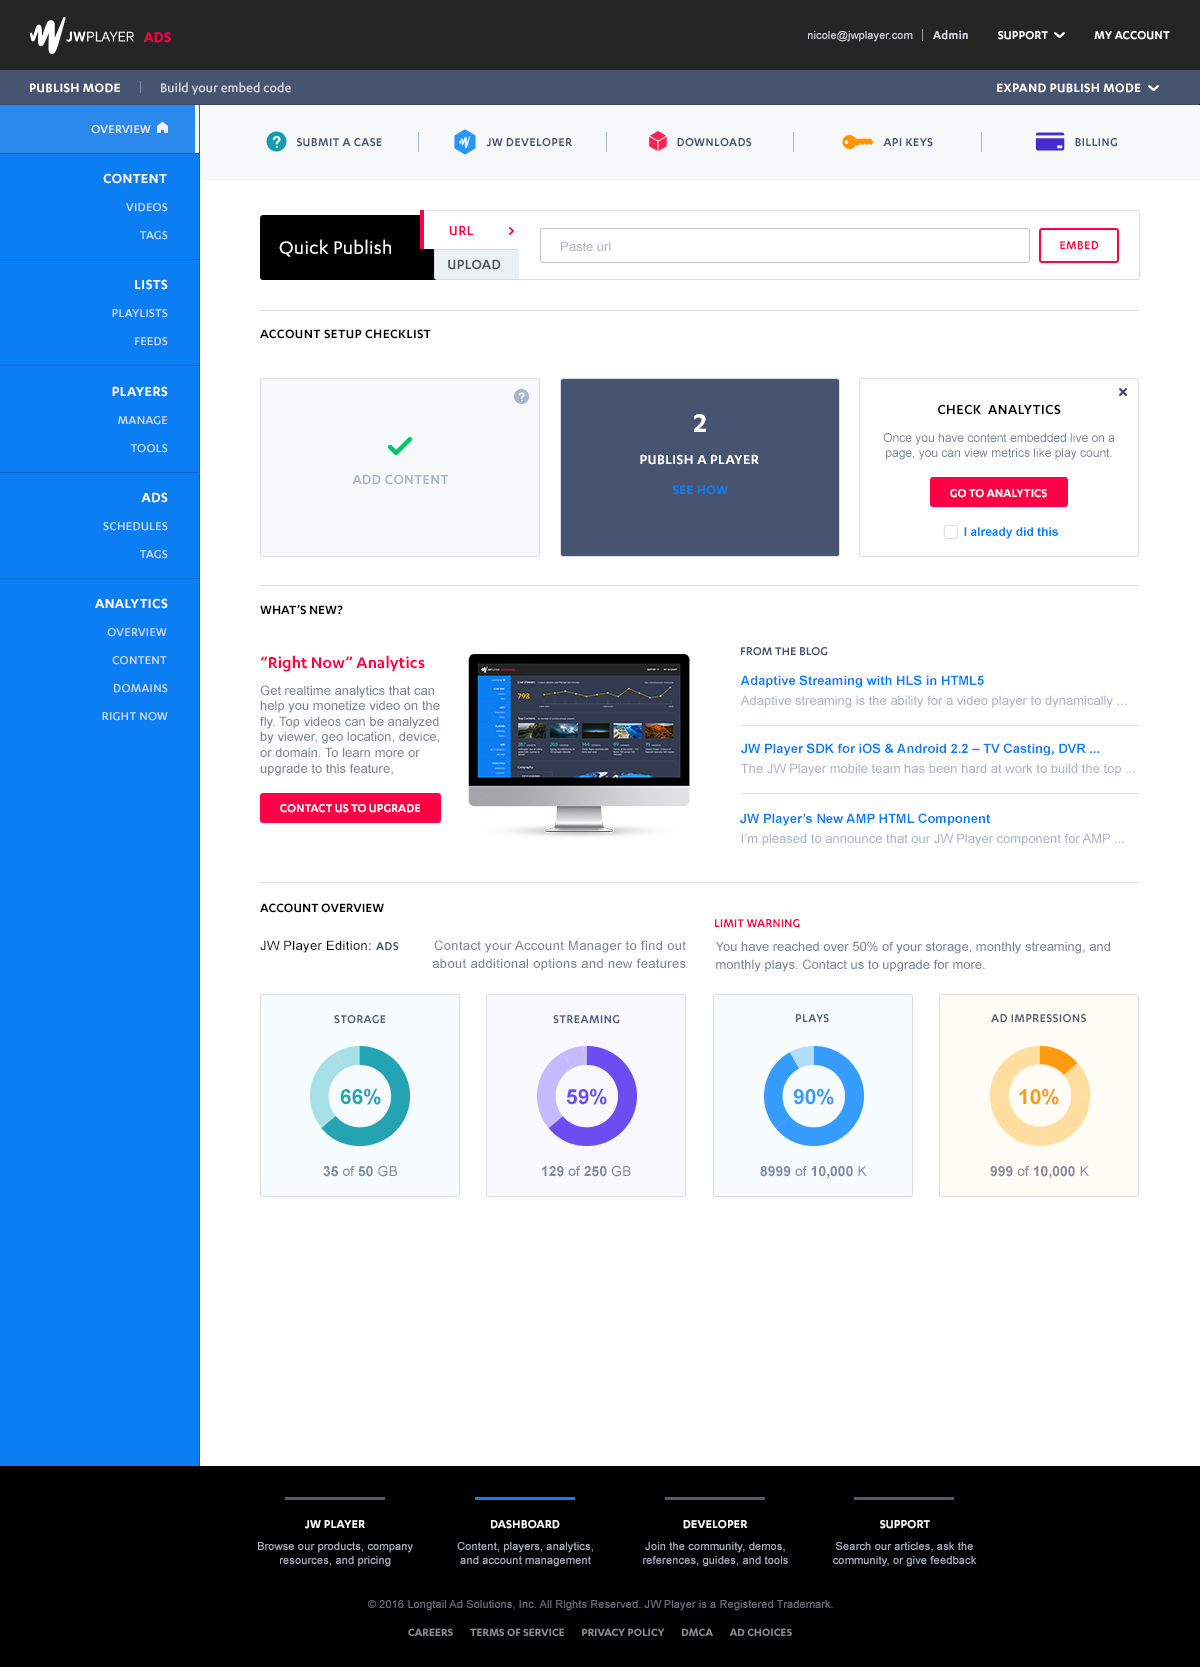 JWPLAYER ADS
nicole@jwplayer.com Admin SUPPORT MY ACCOUNT
PUBLISH MODE Build your embed code EXPAND PUBLISH MODE
OVERVIEW
CONTENT
VIDEOS
TAGS
LISTS
PLAYLISTS
FEEDS
PLAYERS
MANAGE
TOOLS
ADS
SCHEDULES
TAGS
ANALYTICS
OVERVIEW
CONTENT
DOMAINS
RIGHT NOW
? SUBMIT A CASE
JW DEVELOPER
DOWNLOADS
API KEYS
BILLING
Quick Publish
URL
UPLOAD
Paste url
EMBED
ACCOUNT SETUP CHECKLIST
?
ADD CONTENT
2
PUBLISH A PLAYER
SEE HOW
CHECK ANALYTICS
Once you have content embedded live on a
page, you can view metrics like play count.
GO TO ANALYTICS
I already did this
WHAT'S NEW?
“Right Now” Analytics
Get realtime analytics that can
help you monetize video on the
fly. Top videos can be analyzed
by viewer, geo location, device,
or domain. To learn more or
upgrade to this feature,
CONTACT US TO UPGRADE
798
FROM THE BLOG
Adaptive Streaming with HLS in HTML5
Adaptive streaming is the ability for a video player to dynamically ...
JW Player SDK for iOS & Android 2.2 – TV Casting, DVR ...
The JW Player mobile team has been hard at work to build the top ...
JW Player's New AMP HTML Component
I'm pleased to announce that our JW Player component for AMP ...
ACCOUNT OVERVIEW
JW Player Edition: ADS
Contact your Account Manager to find out
about additional options and new features
LIMIT WARNING
You have reached over 50% of your storage, monthly streaming, and
monthly plays. Contact us to upgrade for more.
STORAGE
66%
35 of 50 GB
STREAMING
59%
129 of 250 GB
PLAYS
90%
8999 of 10,000 K
AD IMPRESSIONS
10%
999 of 10,000 K
JW PLAYER
Browse our products, company
resources, and pricing
DASHBOARD
Content, players, analytics,
and account management
DEVELOPER
Join the community, demos,
references, guides, and tools
SUPPORT
Search our articles, ask the
community, or give feedback
© 2016 Longtail Ad Solutions, Inc. All Rights Reserved. JW Player is a Registered Trademark.
CAREERS TERMS OF SERVICE PRIVACY POLICY DMCA AD CHOICES